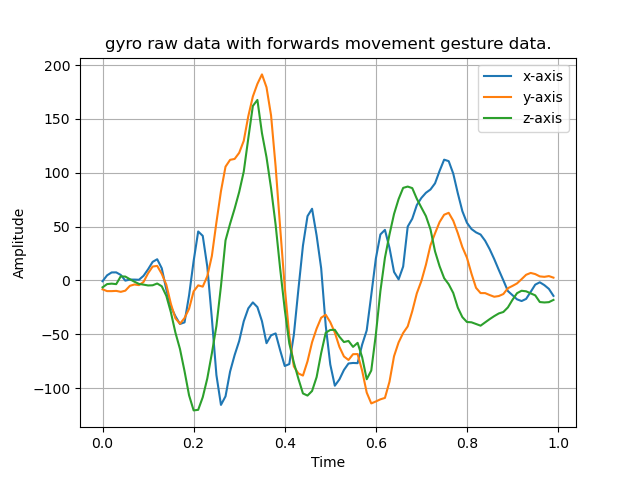 gyro raw data with forwards movement gesture data.
x-axis
y-axis
z-axis
200
150
100
50
0
−50
−100
Amplitude
0.0 0.2 0.4 0.6 0.8 1.0
Time